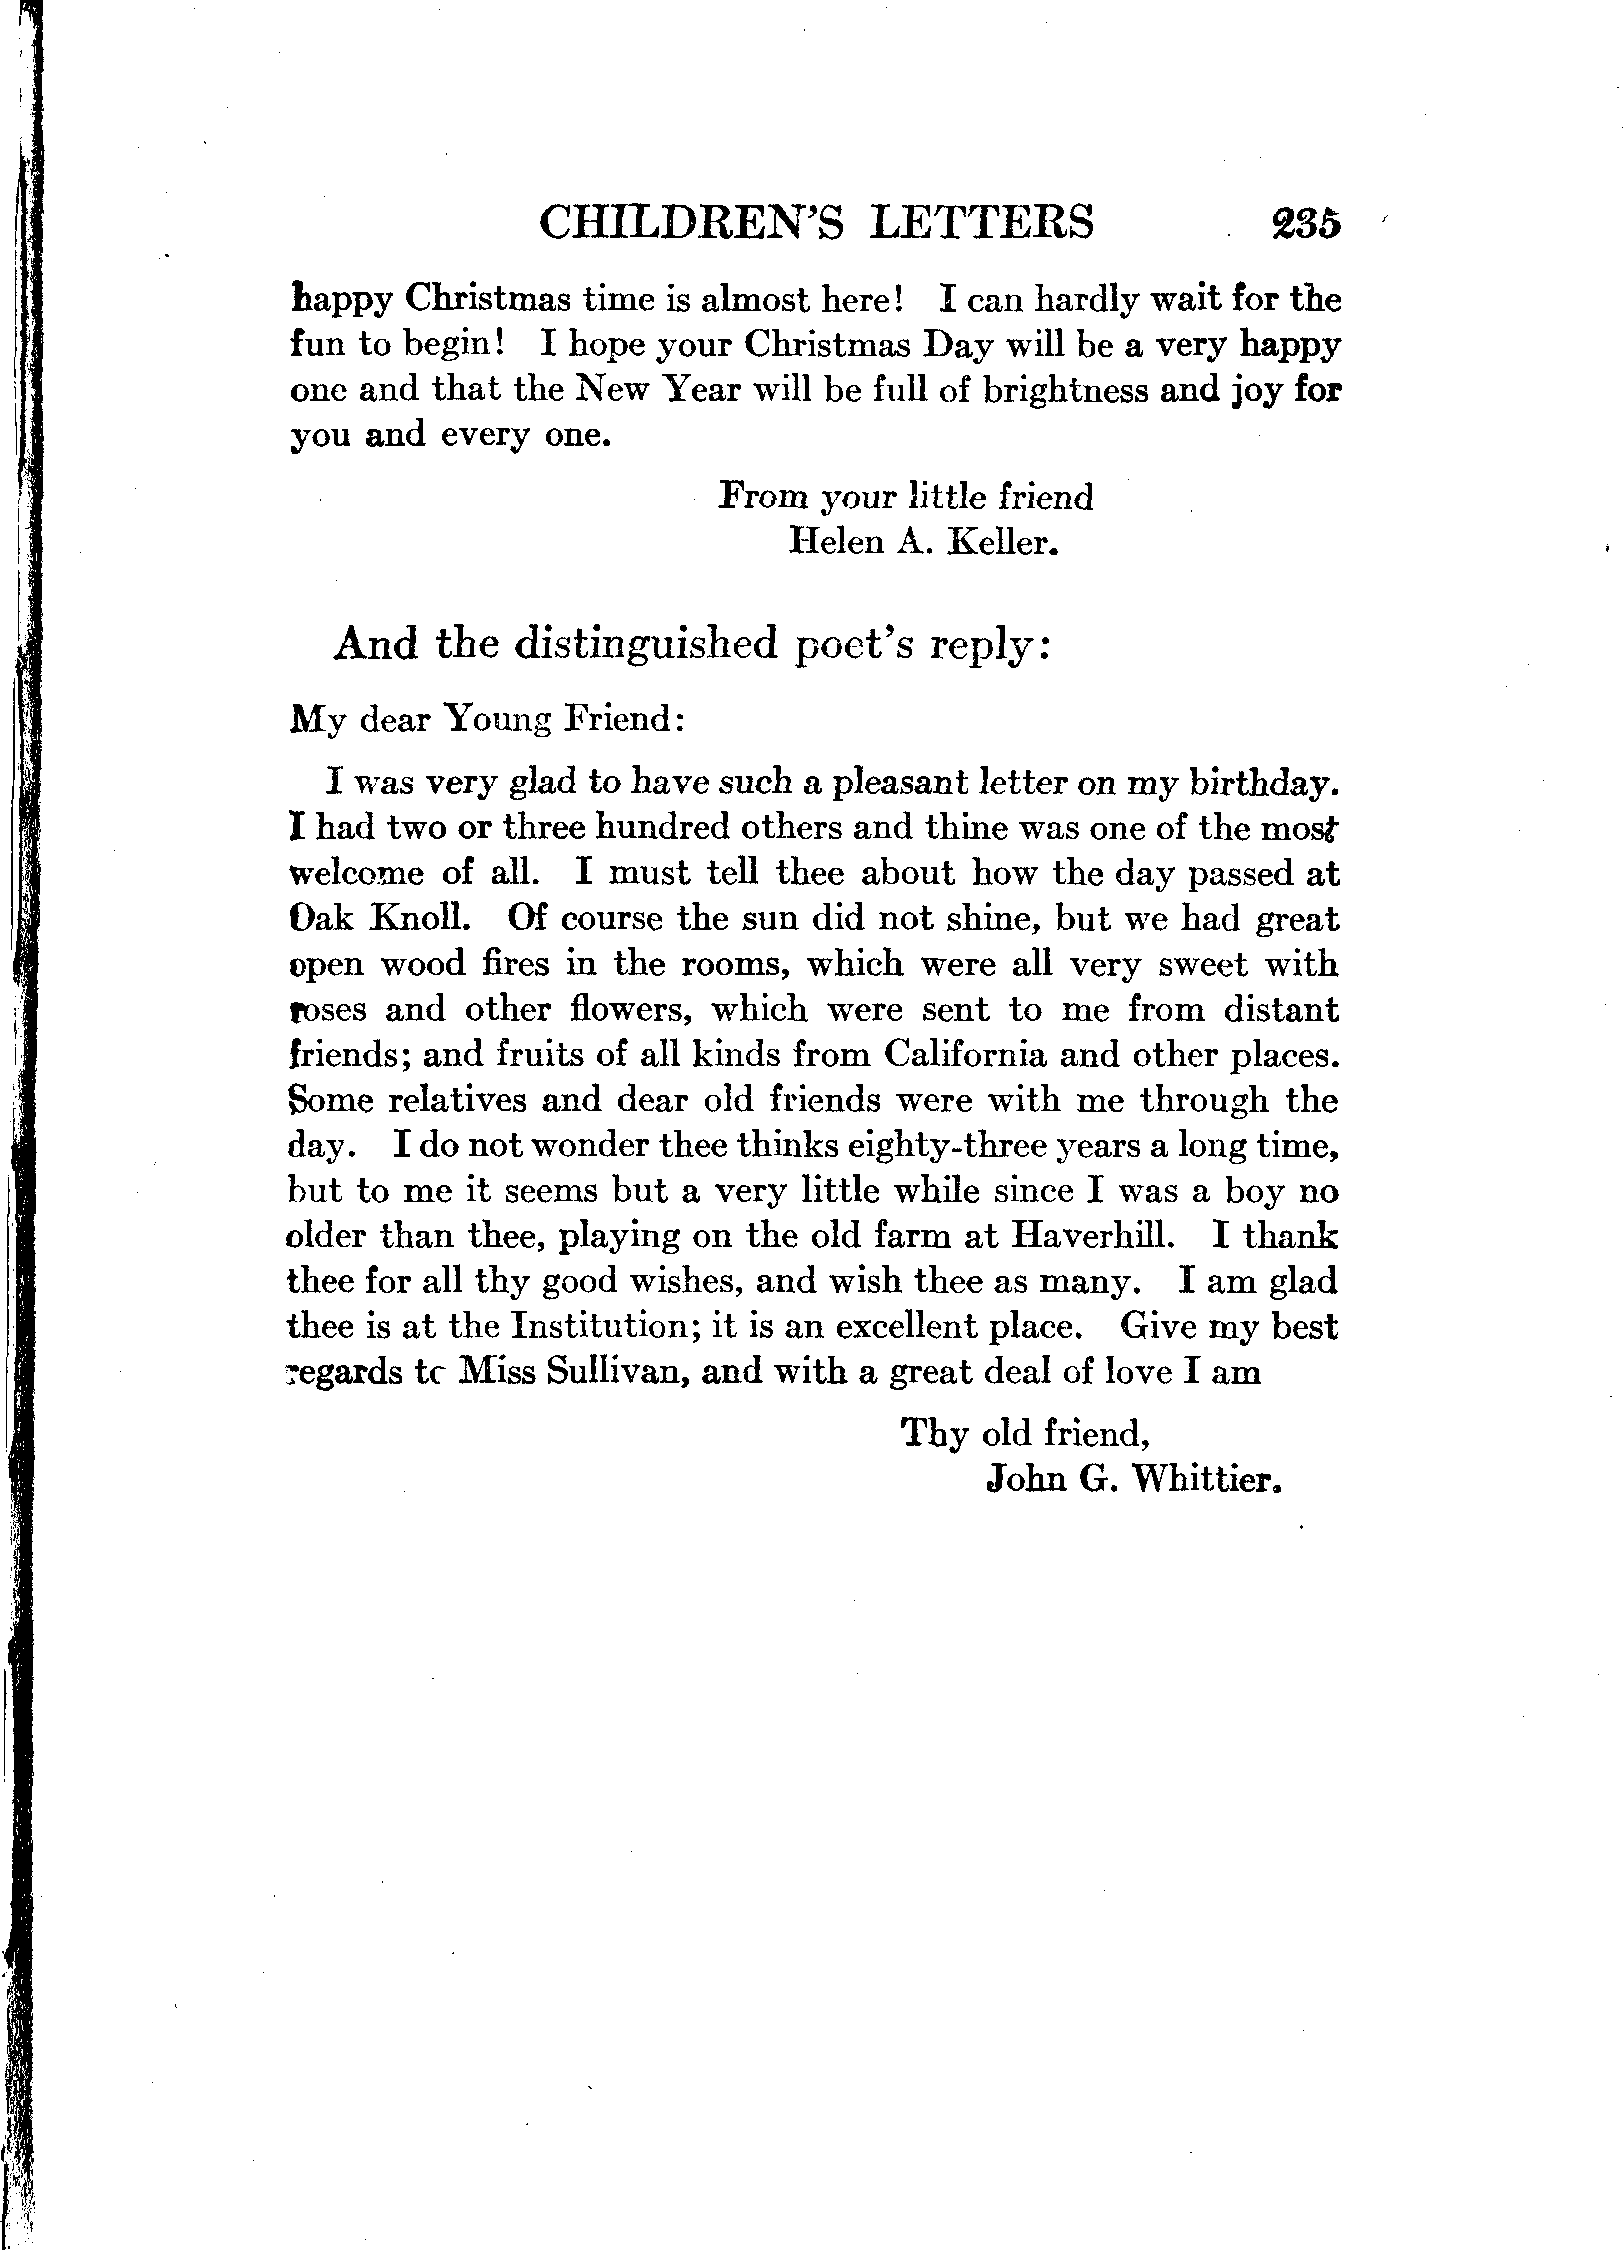 CHILDREN'S LETTERS 235
happy Christmas time is almost here! I can hardly wait for the
fun to begin! I hope your Christmas Day will be a very happy
one and that the New Year will be full of brightness and joy for
you and every one.
From your little friend
Helen A. Keller.
And the distinguished poet's reply:
My dear Young Friend:
I was very glad to have such a pleasant letter on my birthday.
I had two or three hundred others and thine was one of the most
welcome of all. I must tell thee about how the day passed at
Oak Knoll. Of course the sun did not shine, but we had great
open wood fires in the rooms, which were all very sweet with
roses and other flowers, which were sent to me from distant
friends; and fruits of all kinds from California and other places.
Some relatives and dear old friends were with me through the
day. I do not wonder thee thinks eighty-three years a long time,
but to me it seems but a very little while since I was a boy no
older than thee, playing on the old farm at Haverhill. I thank
thee for all thy good wishes, and wish thee as many. I am glad
thee is at the Institution; it is an excellent place. Give my best
regards to Miss Sullivan, and with a great deal of love I am
Thy old friend,
John G. Whittier.